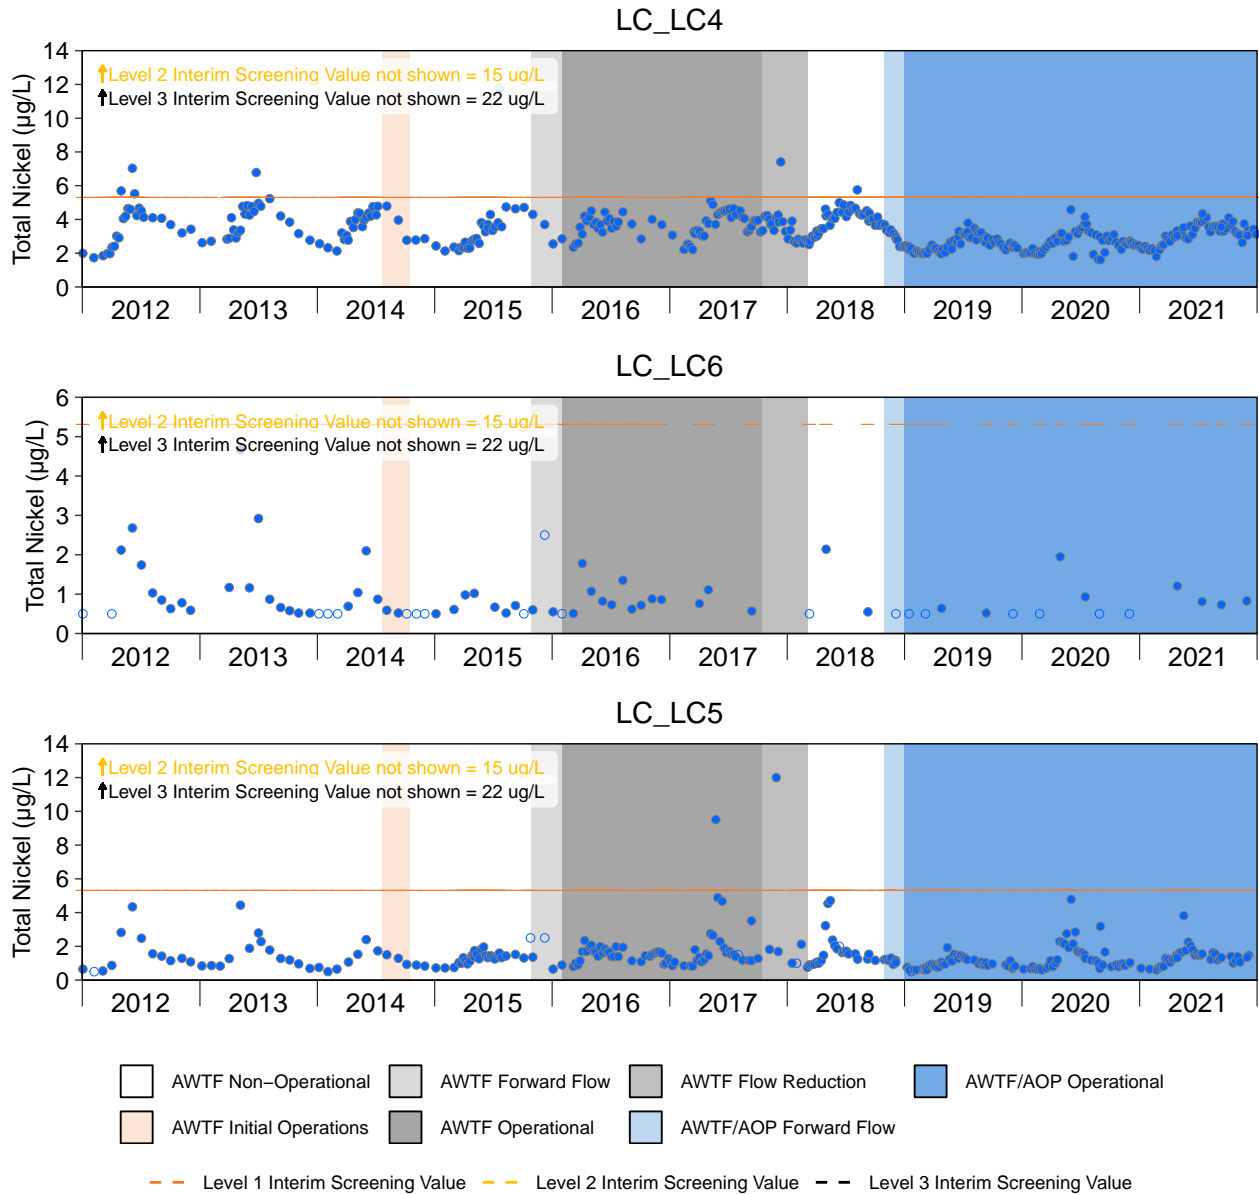 LC_LC4
Total Nickel (µg/L)
14
12
10
8
6
4
2
0
Level 2 Interim Screening Value not shown = 15 ug/L
Level 3 Interim Screening Value not shown = 22 ug/L
2012 2013 2014 2015 2016 2017 2018 2019 2020 2021
LC_LC6
Total Nickel (µg/L)
6
5
4
3
2
1
0
Level 2 Interim Screening Value not shown = 15 ug/L
Level 3 Interim Screening Value not shown = 22 ug/L
2012 2013 2014 2015 2016 2017 2018 2019 2020 2021
LC_LC5
Total Nickel (µg/L)
14
12
10
8
6
4
2
0
Level 2 Interim Screening Value not shown = 15 ug/L
Level 3 Interim Screening Value not shown = 22 ug/L
2012 2013 2014 2015 2016 2017 2018 2019 2020 2021
AWTF Non−Operational AWTF Forward Flow AWTF Flow Reduction AWTF/AOP Operational
AWTF Initial Operations AWTF Operational AWTF/AOP Forward Flow
Level 1 Interim Screening Value Level 2 Interim Screening Value Level 3 Interim Screening Value